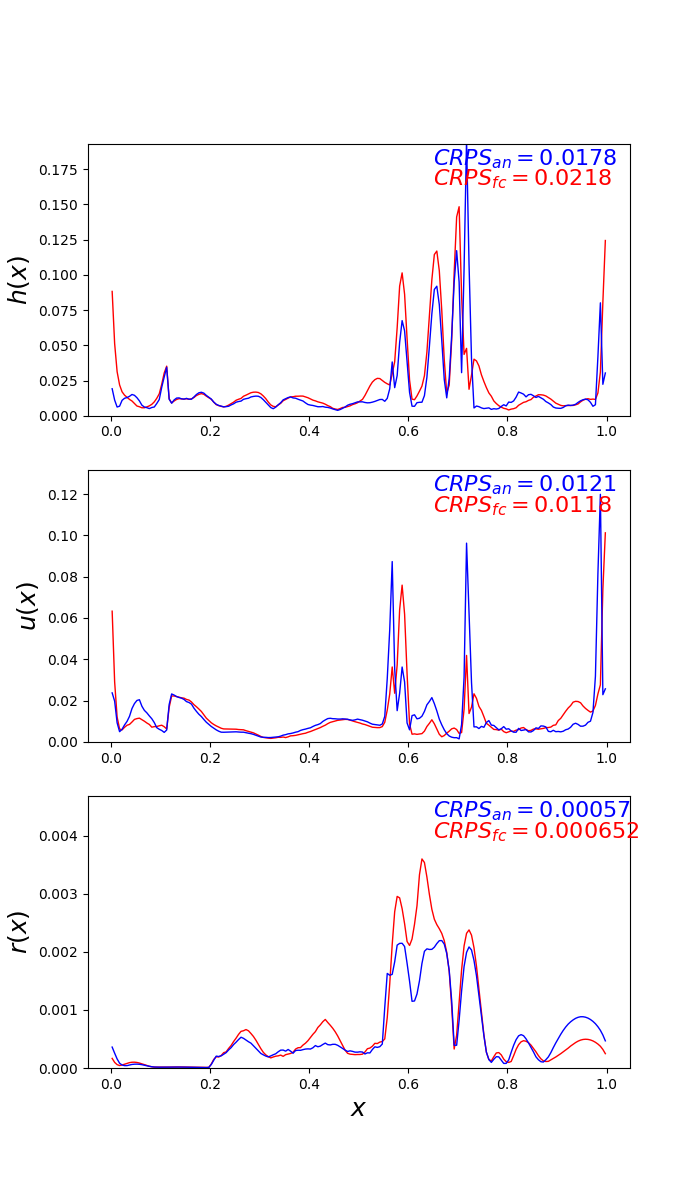 CRPS_an = 0.0178
CRPS_fc = 0.0218
0.175
0.150
0.125
0.100
0.075
0.050
0.025
0.000
h(x)
0.0 0.2 0.4 0.6 0.8 1.0
CRPS_an = 0.0121
CRPS_fc = 0.0118
0.12
0.10
0.08
0.06
0.04
0.02
0.00
u(x)
0.0 0.2 0.4 0.6 0.8 1.0
CRPS_an = 0.00057
CRPS_fc = 0.000652
0.004
0.003
0.002
0.001
0.000
r(x)
0.0 0.2 0.4 0.6 0.8 1.0
x